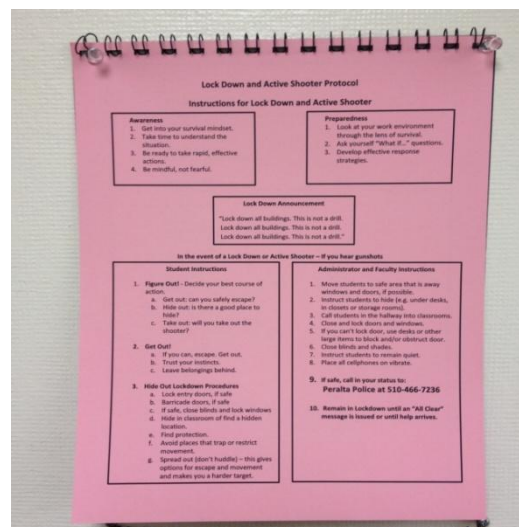 Lock Down and Active Shooter Protocol
Instructions for Lock Down and Active Shooter
Awareness
1. Get into your survival mindset.
2. Take time to understand the
situation.
3. Be ready to take rapid, effective
actions.
4. Be mindful, not fearful.
Preparedness
1. Look at your work environment
through the lens of survival.
2. Ask yourself "What if..." questions.
3. Develop effective response
strategies.
Lock Down Announcement
"Lock down all buildings. This is not a drill.
Lock down all buildings. This is not a drill.
Lock down all buildings. This is not a drill."
In the event of a Lock Down or Active Shooter – if you hear gunshots
Student Instructions
1. Figure Out! - Decide your best course of
action.
a. Get out: can you safely escape?
b. Hide out: is there a good place to
hide?
c. Take out: will you take out the
shooter?
2. Get Out!
a. If you can, escape. Get out.
b. Trust your instincts.
c. Leave belongings behind.
3. Hide Out Lockdown Procedures
a. Lock entry doors, if safe
b. Barricade doors, if safe
c. If safe, close blinds and lock windows
d. Hide in classroom of find a hidden
location.
e. Find protection.
f. Avoid places that trap or restrict
movement.
g. Spread out (don't huddle) – this gives
options for escape and movement
and makes you a harder target.
Administrator and Faculty Instructions
1. Move students to safe area that is away
windows and doors, if possible.
2. Instruct students to hide (e.g. under desks,
in closets or storage rooms).
3. Call students in the hallway into classrooms.
4. Close and lock doors and windows.
5. If you can't lock door, use desks or other
large items to block and/or obstruct door.
6. Close blinds and shades.
7. Instruct students to remain quiet.
8. Place all cellphones on vibrate.
9. If safe, call in your status to:
Peralta Police at 510-466-7236
10. Remain in Lockdown until an "All Clear"
message is issued or until help arrives.